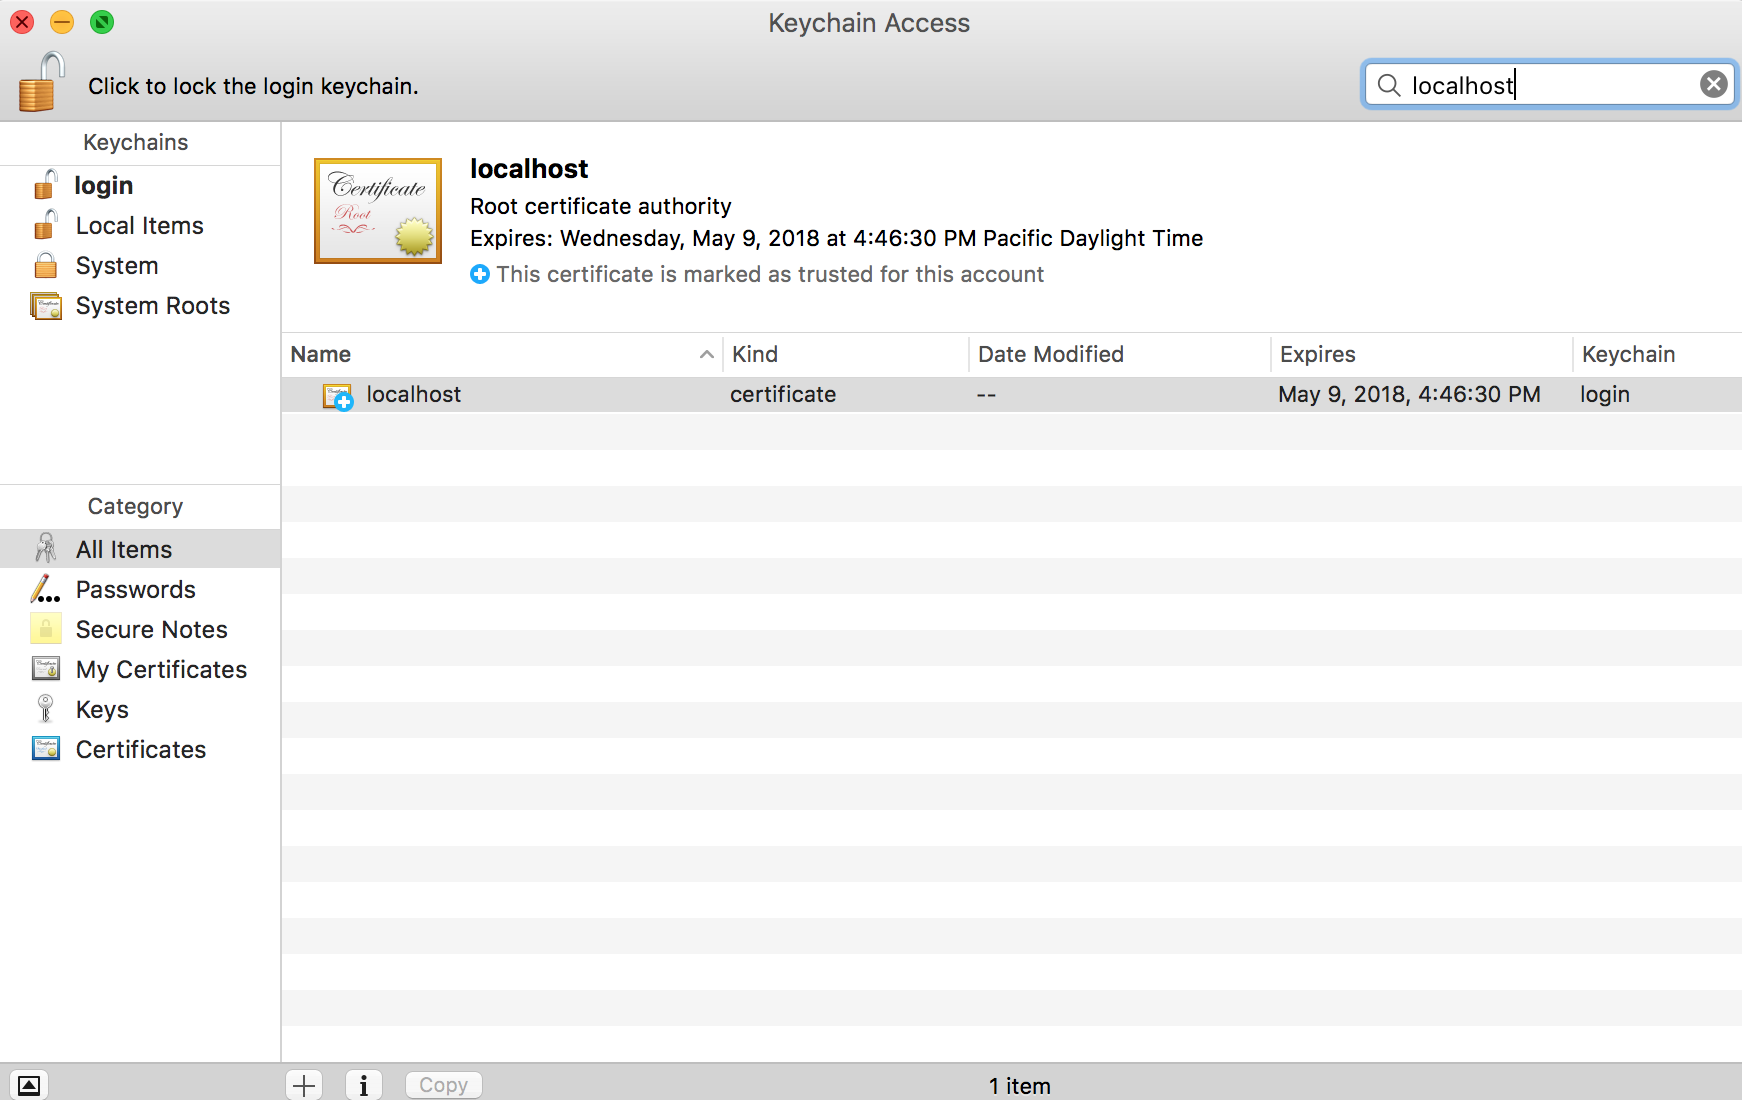 Keychain Access
Click to lock the login keychain.
localhost
Keychains
login
Local Items
System
System Roots
Category
All Items
Passwords
Secure Notes
My Certificates
Keys
Certificates
Certificate
Root
localhost
Root certificate authority
Expires: Wednesday, May 9, 2018 at 4:46:30 PM Pacific Daylight Time
This certificate is marked as trusted for this account
Name Kind Date Modified Expires Keychain
localhost certificate -- May 9, 2018, 4:46:30 PM login
Copy
1 item